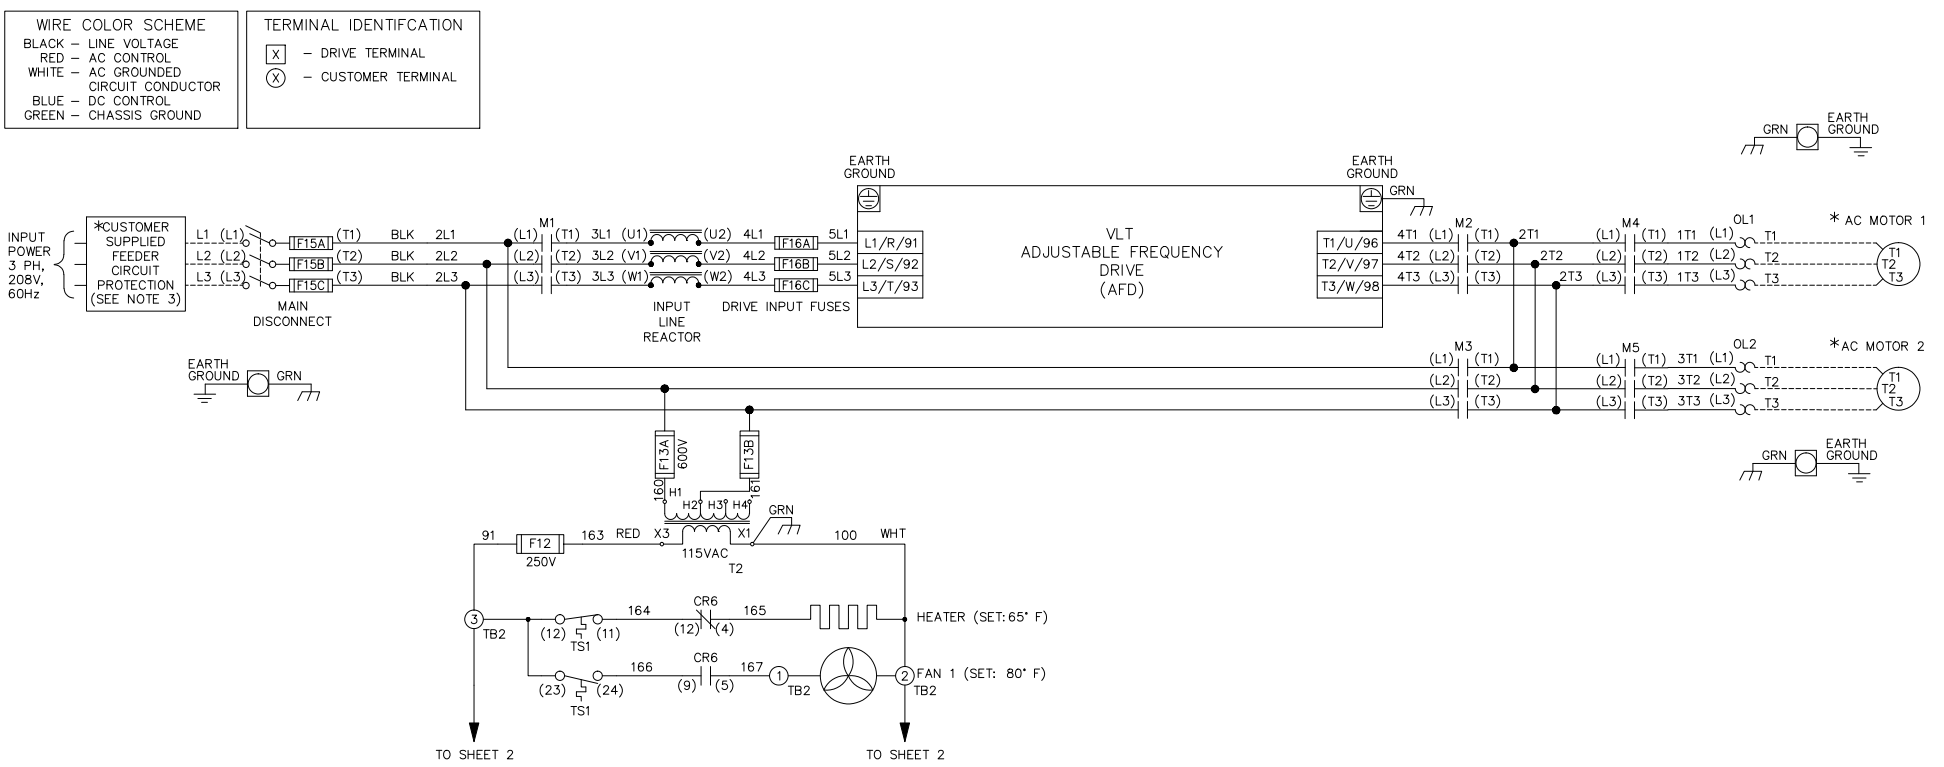 WIRE COLOR SCHEME
BLACK – LINE VOLTAGE
RED – AC CONTROL
WHITE – AC GROUNDED
CIRCUIT CONDUCTOR
BLUE – DC CONTROL
GREEN – CHASSIS GROUND
TERMINAL IDENTIFCATION
X – DRIVE TERMINAL
X – CUSTOMER TERMINAL
GRN
EARTH
GROUND
EARTH
GROUND
EARTH
GROUND
GRN
INPUT
POWER
3 PH,
208V,
60Hz
*CUSTOMER
SUPPLIED
FEEDER
CIRCUIT
PROTECTION
(SEE NOTE 3)
L1 (L1) F15A (T1) BLK 2L1 (L1) M1 (T1) 3L1 (U1) (U2) 4L1 F16A 5L1 L1/R/91
L2 (L2) F15B (T2) BLK 2L2 (L2) (T2) 3L2 (V1) (V2) 4L2 F16B 5L2 L2/S/92
L3 (L3) F15C (T3) BLK 2L3 (L3) (T3) 3L3 (W1) (W2) 4L3 F16C 5L3 L3/T/93
MAIN
DISCONNECT
INPUT
LINE
REACTOR
DRIVE INPUT FUSES
VLT
ADJUSTABLE FREQUENCY
DRIVE
(AFD)
T1/U/96 4T1 (L1) M2 (T1) 2T1 (L1) M4 (T1) 1T1 (L1) OL1 T1
T2/V/97 4T2 (L2) (T2) 2T2 (L2) (T2) 1T2 (L2) T2
T3/W/98 4T3 (L3) (T3) 2T3 (L3) (T3) 1T3 (L3) T3
* AC MOTOR 1
T1
T2
T3
EARTH
GROUND GRN
(L1) M3 (T1) (L1) M5 (T1) 3T1 (L1) OL2 T1
(L2) (T2) (L2) (T2) 3T2 (L2) T2
(L3) (T3) (L3) (T3) 3T3 (L3) T3
*AC MOTOR 2
T1
T2
T3
GRN
EARTH
GROUND
F13A
600V
F13B
160
161
H1
H2 H3 H4
GRN
91 F12 163 RED X3 X1 100 WHT
250V
115VAC
T2
3
TB2
(12) (11)
TS1
164
CR6
(12) (4)
165
HEATER (SET:65° F)
(23) (24)
TS1
166
CR6
(9) (5)
167
1
TB2
2
TB2
FAN 1 (SET: 80° F)
TO SHEET 2
TO SHEET 2